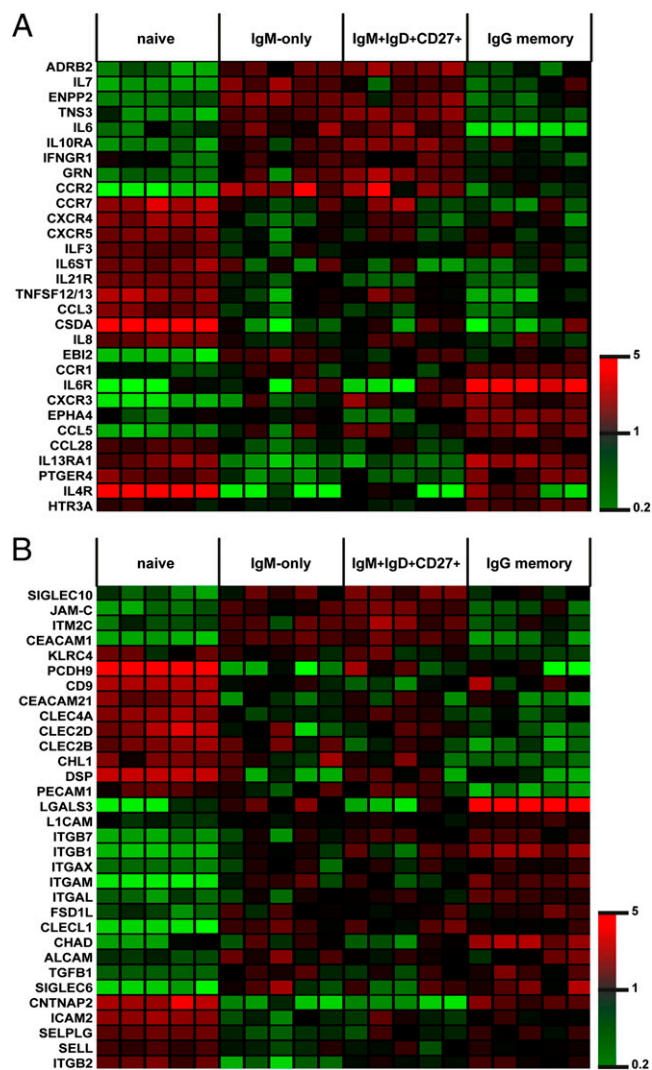 A
naive IgM-only IgM+IgD+CD27+ IgG memory
ADRB2
IL7
ENPP2
TNS3
IL6
IL10RA
IFNGR1
GRN
CCR2
CCR7
CXCR4
CXCR5
ILF3
IL6ST
IL21R
TNFSF12/13
CCL3
CSDA
IL8
EBI2
CCR1
IL6R
CXCR3
EPHA4
CCL5
CCL28
IL13RA1
PTGER4
IL4R
HTR3A
5
1
0.2
B
naive IgM-only IgM+IgD+CD27+ IgG memory
SIGLEC10
JAM-C
ITM2C
CEACAM1
KLRC4
PCDH9
CD9
CEACAM21
CLEC4A
CLEC2D
CLEC2B
CHL1
DSP
PECAM1
LGALS3
L1CAM
ITGB7
ITGB1
ITGAX
ITGAM
ITGAL
FSD1L
CLECL1
CHAD
ALCAM
TGFB1
SIGLEC6
CNTNAP2
ICAM2
SELPLG
SELL
ITGB2
5
1
0.2